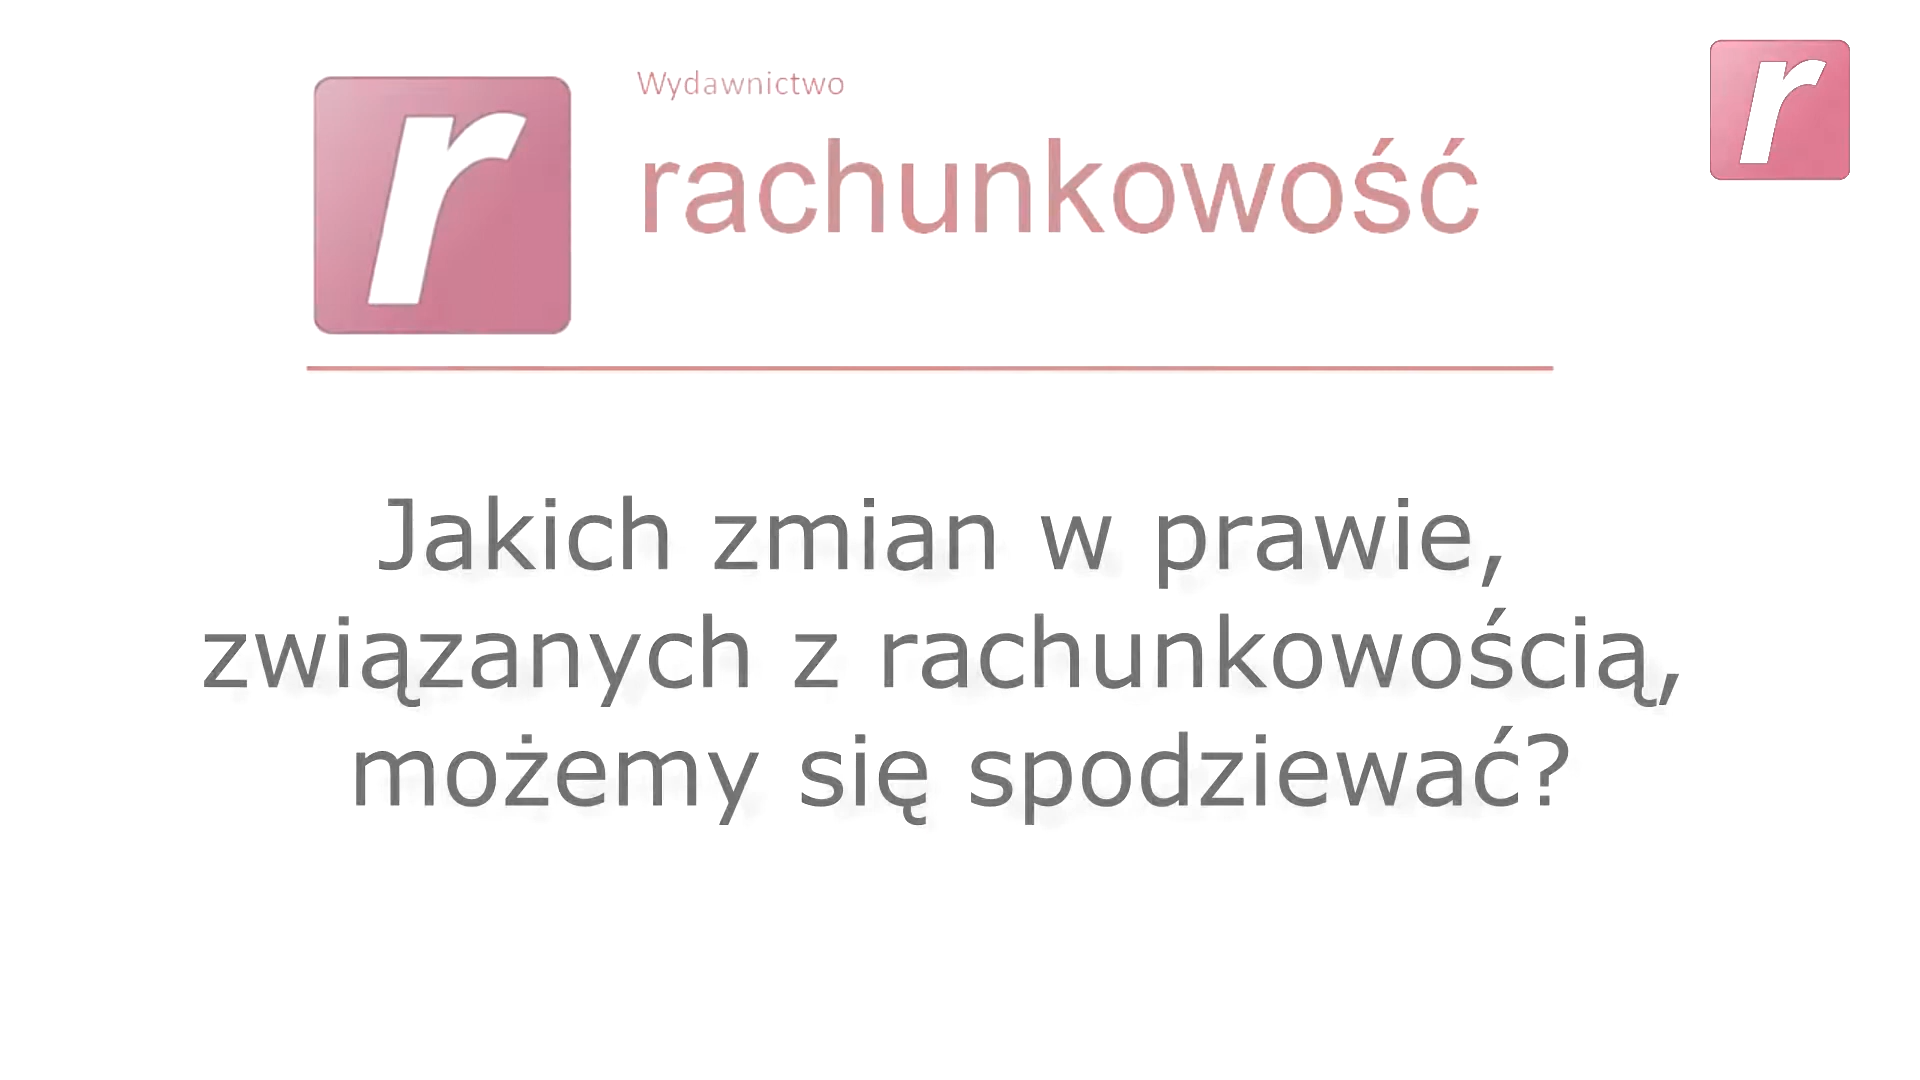 Wydawnictwo
r
rachunkowość
r
Jakich zmian w prawie,
związanych z rachunkowością,
możemy się spodziewać?